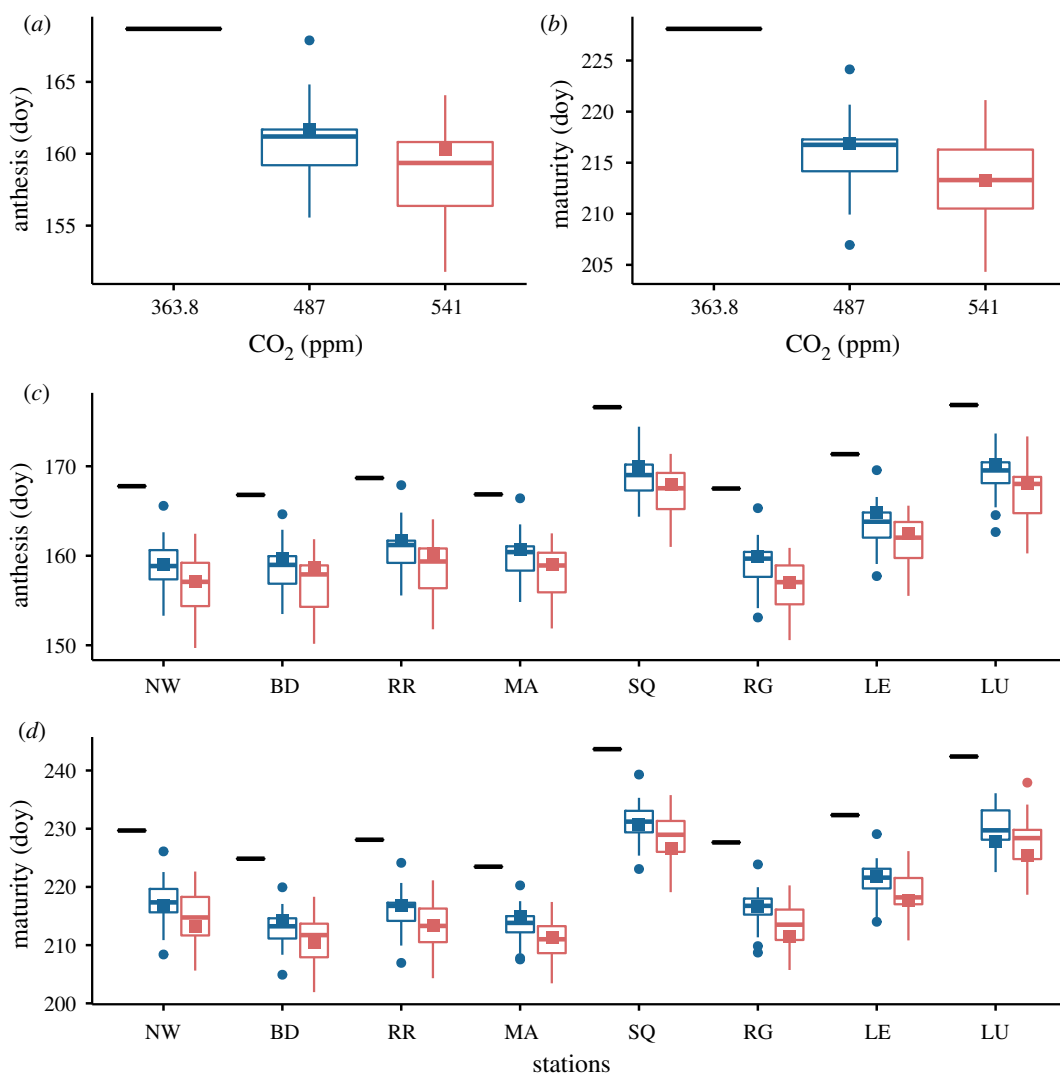 (a)
(b)
anthesis (doy)
165
160
155
363.8 487 541
CO₂ (ppm)
maturity (doy)
225
220
215
210
205
363.8 487 541
CO₂ (ppm)
(c)
anthesis (doy)
170
160
150
NW BD RR MA SQ RG LE LU
(d)
maturity (doy)
240
230
220
210
200
NW BD RR MA SQ RG LE LU
stations